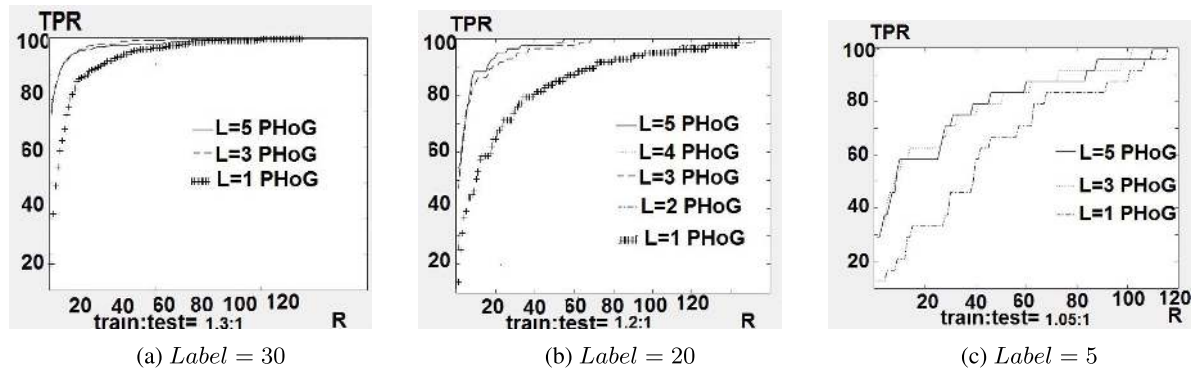 TPR
100
80
60
40
20
L=5 PHoG
L=3 PHoG
L=1 PHoG
20 40 60 80 100 120
train:test= 1.3:1 R
(a) Label = 30
TPR
100
80
60
40
20
L=5 PHoG
L=4 PHoG
L=3 PHoG
L=2 PHoG
L=1 PHoG
20 40 60 80 100 120 140
train:test= 1.2:1 R
(b) Label = 20
TPR
100
80
60
40
20
L=5 PHoG
L=3 PHoG
L=1 PHoG
20 40 60 80 100 120
train:test= 1.05:1 R
(c) Label = 5